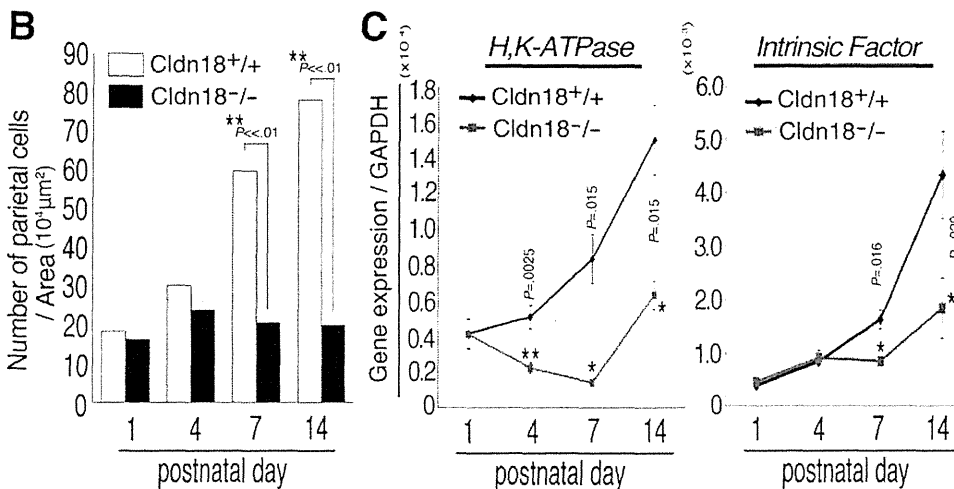 B
Number of parietal cells
/ Area (10⁴µm²)
90
80
70
60
50
40
30
20
10
0
Cldn18+/+
Cldn18-/-
**
P<<.01
**
P<<.01
1 4 7 14
postnatal day
C
Gene expression / GAPDH
H,K-ATPase
1.8
1.6
1.4
1.2
1.0
0.8
0.6
0.4
0.2
0
Cldn18+/+
Cldn18-/-
P=.0025
P=.015
P=.015
**
*
*
1 4 7 14
postnatal day
Intrinsic Factor
6.0
5.0
4.0
3.0
2.0
1.0
0
Cldn18+/+
Cldn18-/-
P=.016
*
*
1 4 7 14
postnatal day